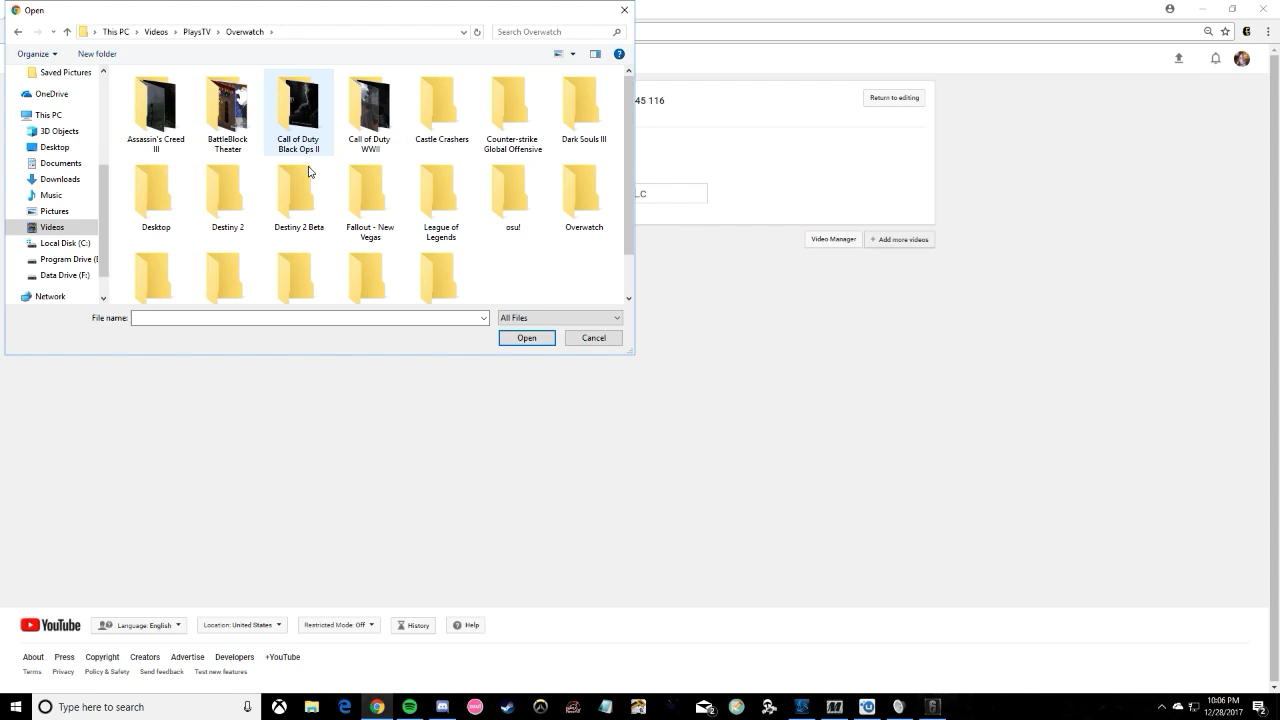 Open
This PC > Videos > PlaysTV > Overwatch >
Search Overwatch
Organize
New folder
Saved Pictures
OneDrive
This PC
3D Objects
Desktop
Documents
Downloads
Music
Pictures
Videos
Local Disk (C:)
Program Drive (E
Data Drive (F:)
Network
Assassin's Creed
III
BattleBlock
Theater
Call of Duty
Black Ops II
Call of Duty
WWII
Castle Crashers
Counter-strike
Global Offensive
Dark Souls III
Desktop
Destiny 2
Destiny 2 Beta
Fallout - New
Vegas
League of
Legends
osu!
Overwatch
File name:
All Files
Open
Cancel
45 116
Return to editing
LC
Video Manager
+ Add more videos
YouTube
Language: English
Location: United States
Restricted Mode: Off
History
Help
About Press Copyright Creators Advertise Developers +YouTube
Terms Privacy Policy & Safety Send feedback Test new features
Type here to search
10:06 PM
12/28/2017